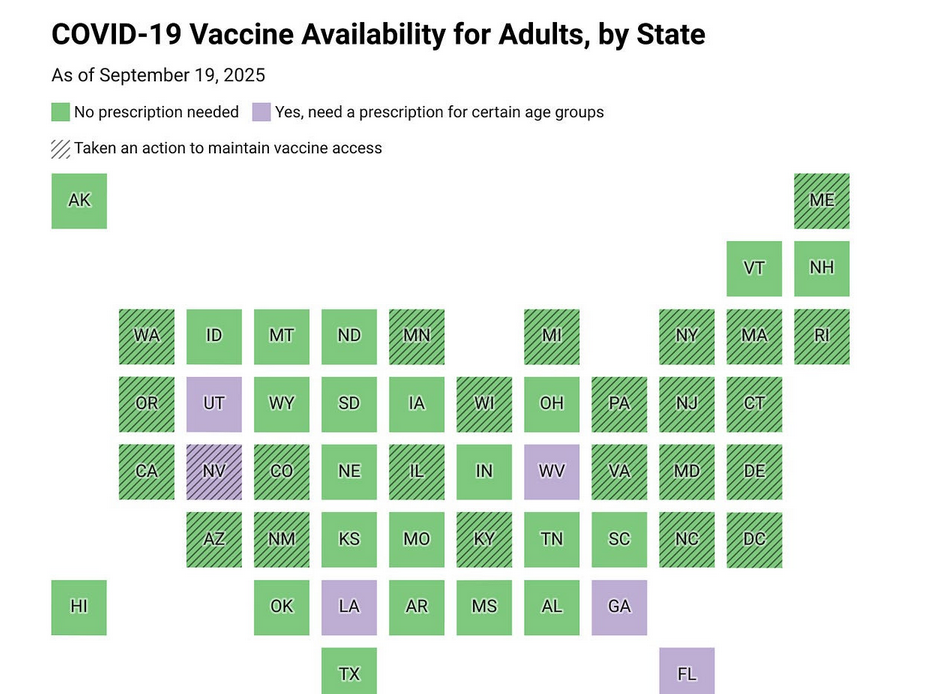 COVID-19 Vaccine Availability for Adults, by State
As of September 19, 2025
No prescription needed Yes, need a prescription for certain age groups
Taken an action to maintain vaccine access
AK ME
VT NH
WA ID MT ND MN MI NY MA RI
OR UT WY SD IA WI OH PA NJ CT
CA NV CO NE IL IN WV VA MD DE
AZ NM KS MO KY TN SC NC DC
HI OK LA AR MS AL GA
TX FL